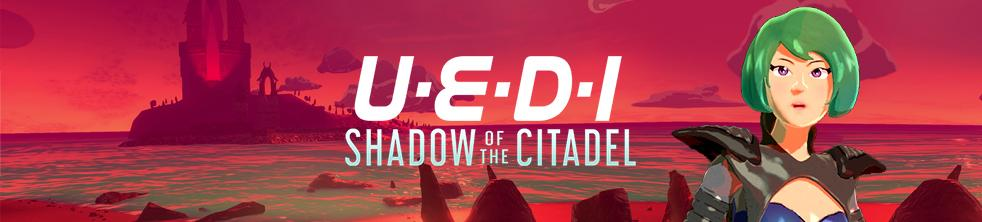 U·E·D·I
SHADOW OF THE CITADEL